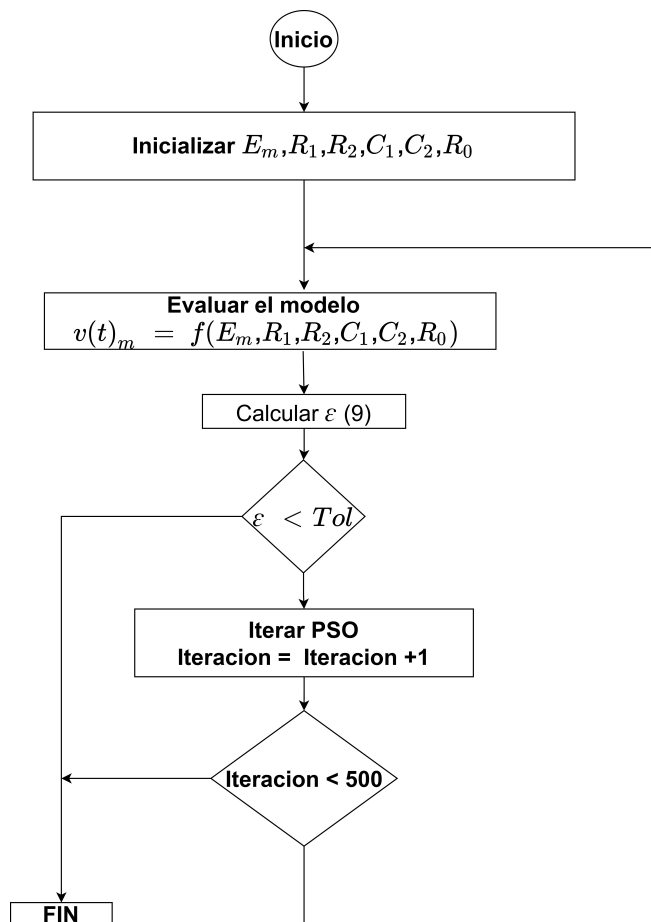 Inicio
Inicializar E_m,R_1,R_2,C_1,C_2,R_0
Evaluar el modelo
v(t)_m = f(E_m,R_1,R_2,C_1,C_2,R_0)
Calcular ε (9)
ε < Tol
Iterar PSO
Iteracion = Iteracion +1
Iteracion < 500
FIN